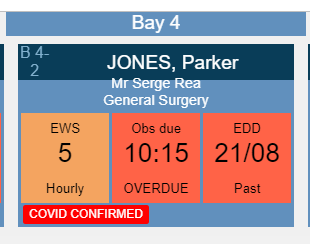 Bay 4
B 4-
2
JONES, Parker
Mr Serge Rea
General Surgery
EWS
5
Hourly
Obs due
10:15
OVERDUE
EDD
21/08
Past
COVID CONFIRMED